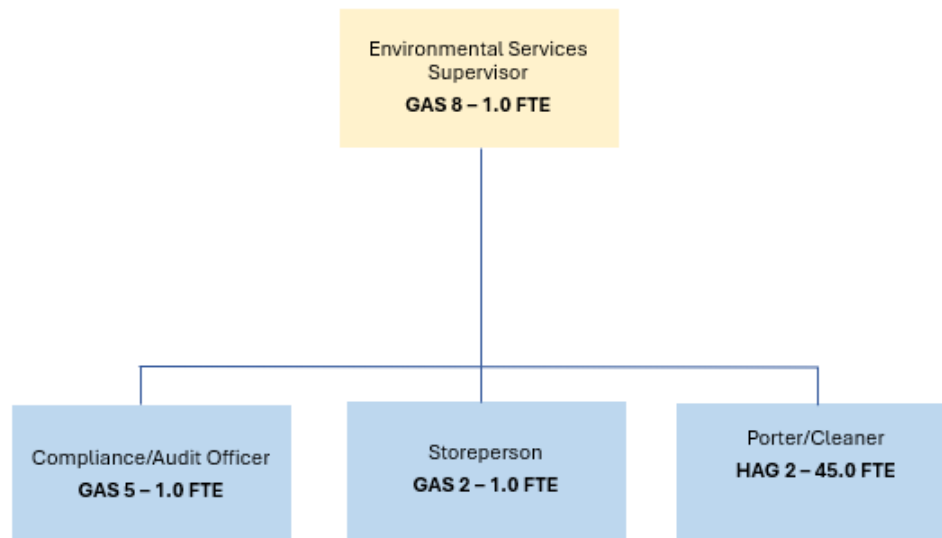 Environmental Services
Supervisor
GAS 8 – 1.0 FTE
Compliance/Audit Officer
GAS 5 – 1.0 FTE
Storeperson
GAS 2 – 1.0 FTE
Porter/Cleaner
HAG 2 – 45.0 FTE